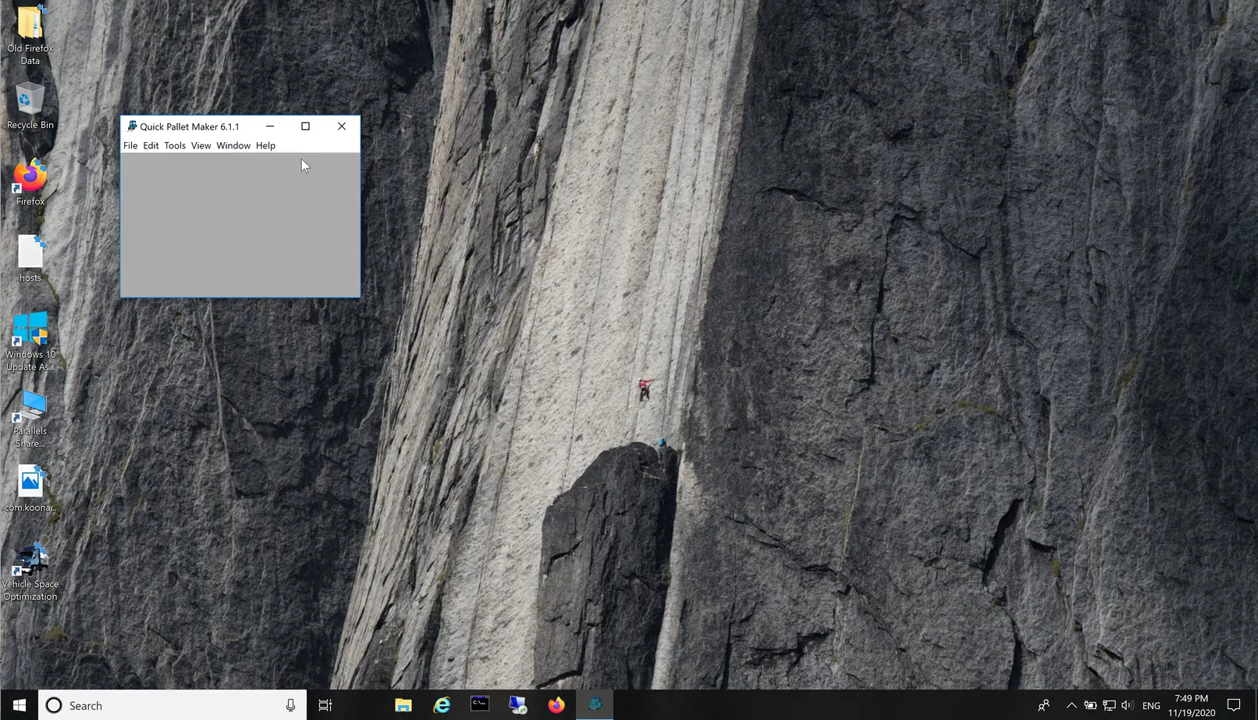 Old Firefox
Data
Recycle Bin
Firefox
hosts
Windows 10
Update As...
Parallels
Share...
com.koona...
Vehicle Space
Optimization
Quick Pallet Maker 6.1.1
File Edit Tools View Window Help
Search
ENG
7:49 PM
11/19/2020